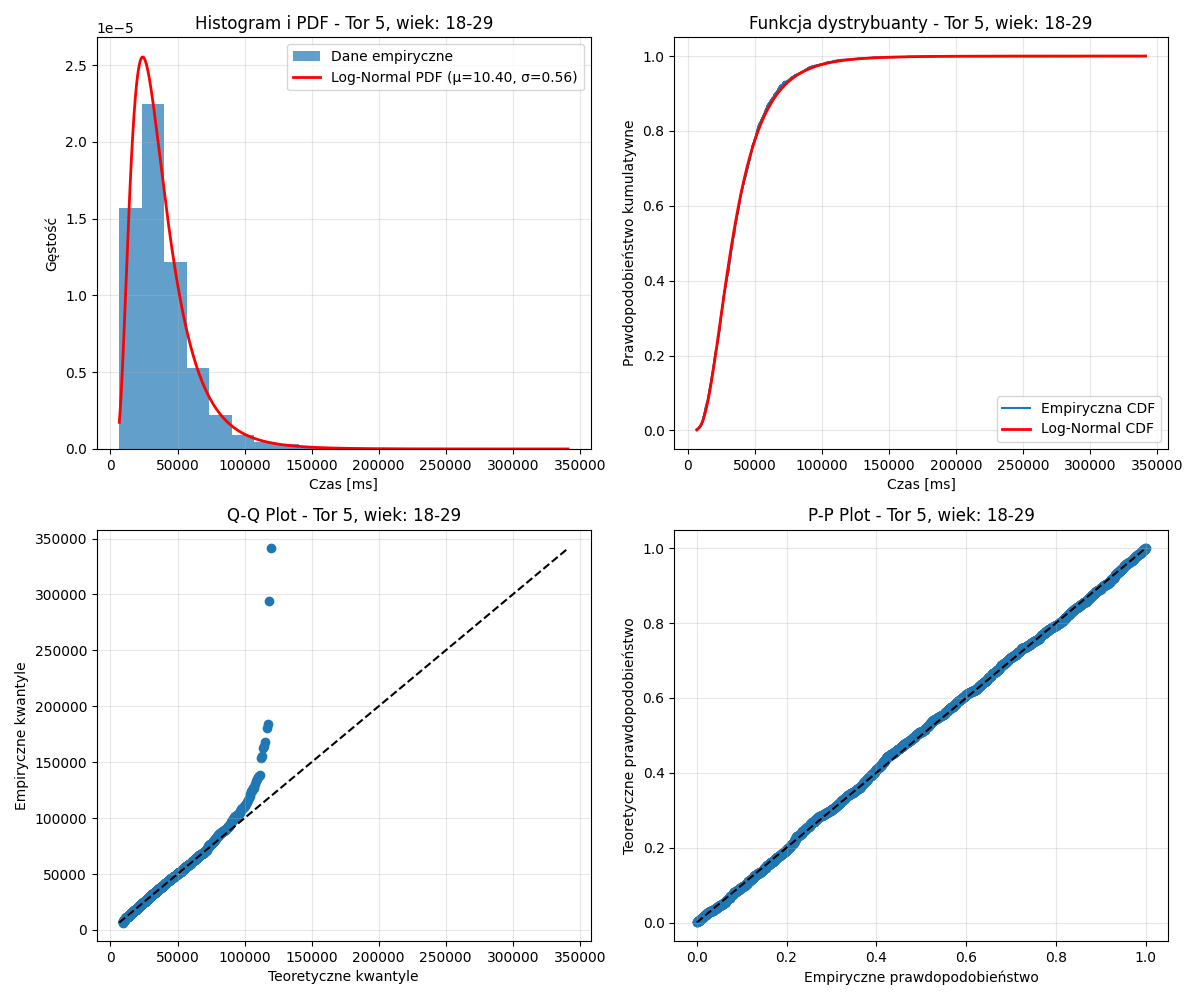 Histogram i PDF - Tor 5, wiek: 18-29
1e−5
Dane empiryczne
Log-Normal PDF (μ=10.40, σ=0.56)
2.5
2.0
1.5
1.0
0.5
0.0
Gęstość
0 50000 100000 150000 200000 250000 300000 350000
Czas [ms]
Funkcja dystrybuanty - Tor 5, wiek: 18-29
1.0
0.8
0.6
0.4
0.2
0.0
Prawdopodobieństwo kumulatywne
Empiryczna CDF
Log-Normal CDF
0 50000 100000 150000 200000 250000 300000 350000
Czas [ms]
Q-Q Plot - Tor 5, wiek: 18-29
350000
300000
250000
200000
150000
100000
50000
0
Empiryczne kwantyle
0 50000 100000 150000 200000 250000 300000 350000
Teoretyczne kwantyle
P-P Plot - Tor 5, wiek: 18-29
1.0
0.8
0.6
0.4
0.2
0.0
Teoretyczne prawdopodobieństwo
0.0 0.2 0.4 0.6 0.8 1.0
Empiryczne prawdopodobieństwo